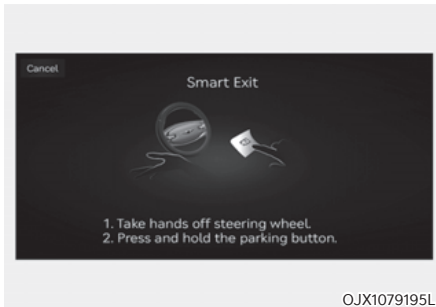 Cancel
Smart Exit
1. Take hands off steering wheel.
2. Press and hold the parking button.
OJX1079195L